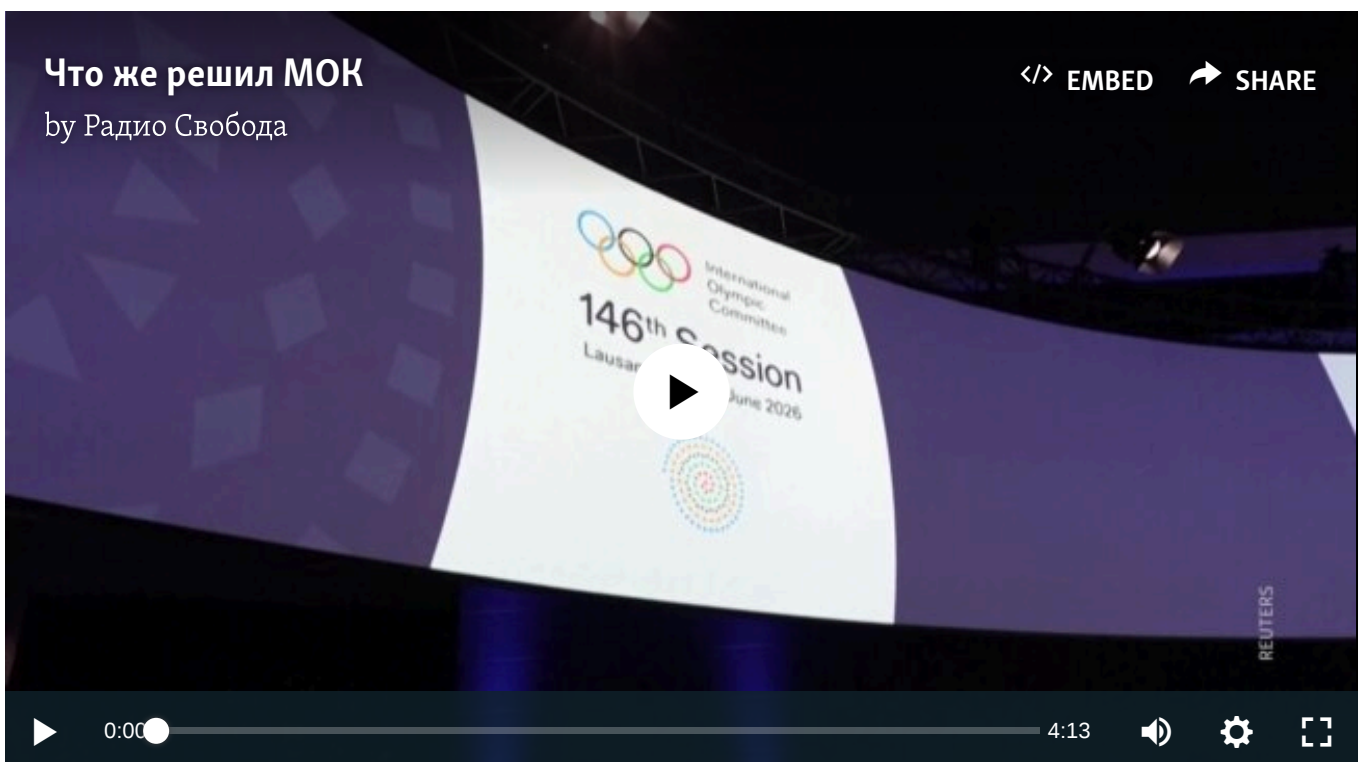 Что же решил МОК
by Радио Свобода
EMBED
SHARE
International
Olympic
Committee
146th Session
June 2026
REUTERS
0:00
4:13